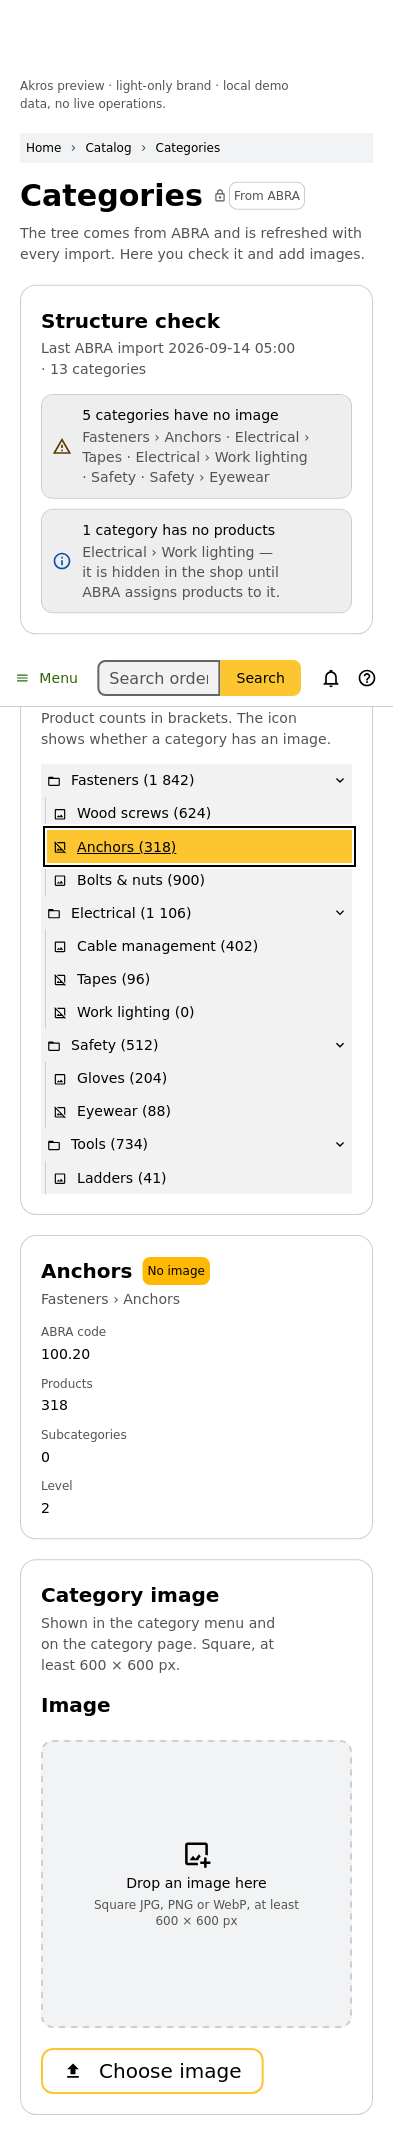 Akros preview · light-only brand · local demo
data, no live operations.
Home › Catalog › Categories
Categories From ABRA
The tree comes from ABRA and is refreshed with
every import. Here you check it and add images.
Structure check
Last ABRA import 2026-09-14 05:00
· 13 categories
5 categories have no image
Fasteners › Anchors · Electrical ›
Tapes · Electrical › Work lighting
· Safety · Safety › Eyewear
1 category has no products
Electrical › Work lighting —
it is hidden in the shop until
ABRA assigns products to it.
Menu Search order Search
Product counts in brackets. The icon
shows whether a category has an image.
Fasteners (1 842)
Wood screws (624)
Anchors (318)
Bolts & nuts (900)
Electrical (1 106)
Cable management (402)
Tapes (96)
Work lighting (0)
Safety (512)
Gloves (204)
Eyewear (88)
Tools (734)
Ladders (41)
Anchors No image
Fasteners › Anchors
ABRA code
100.20
Products
318
Subcategories
0
Level
2
Category image
Shown in the category menu and
on the category page. Square, at
least 600 × 600 px.
Image
Drop an image here
Square JPG, PNG or WebP, at least
600 × 600 px
Choose image